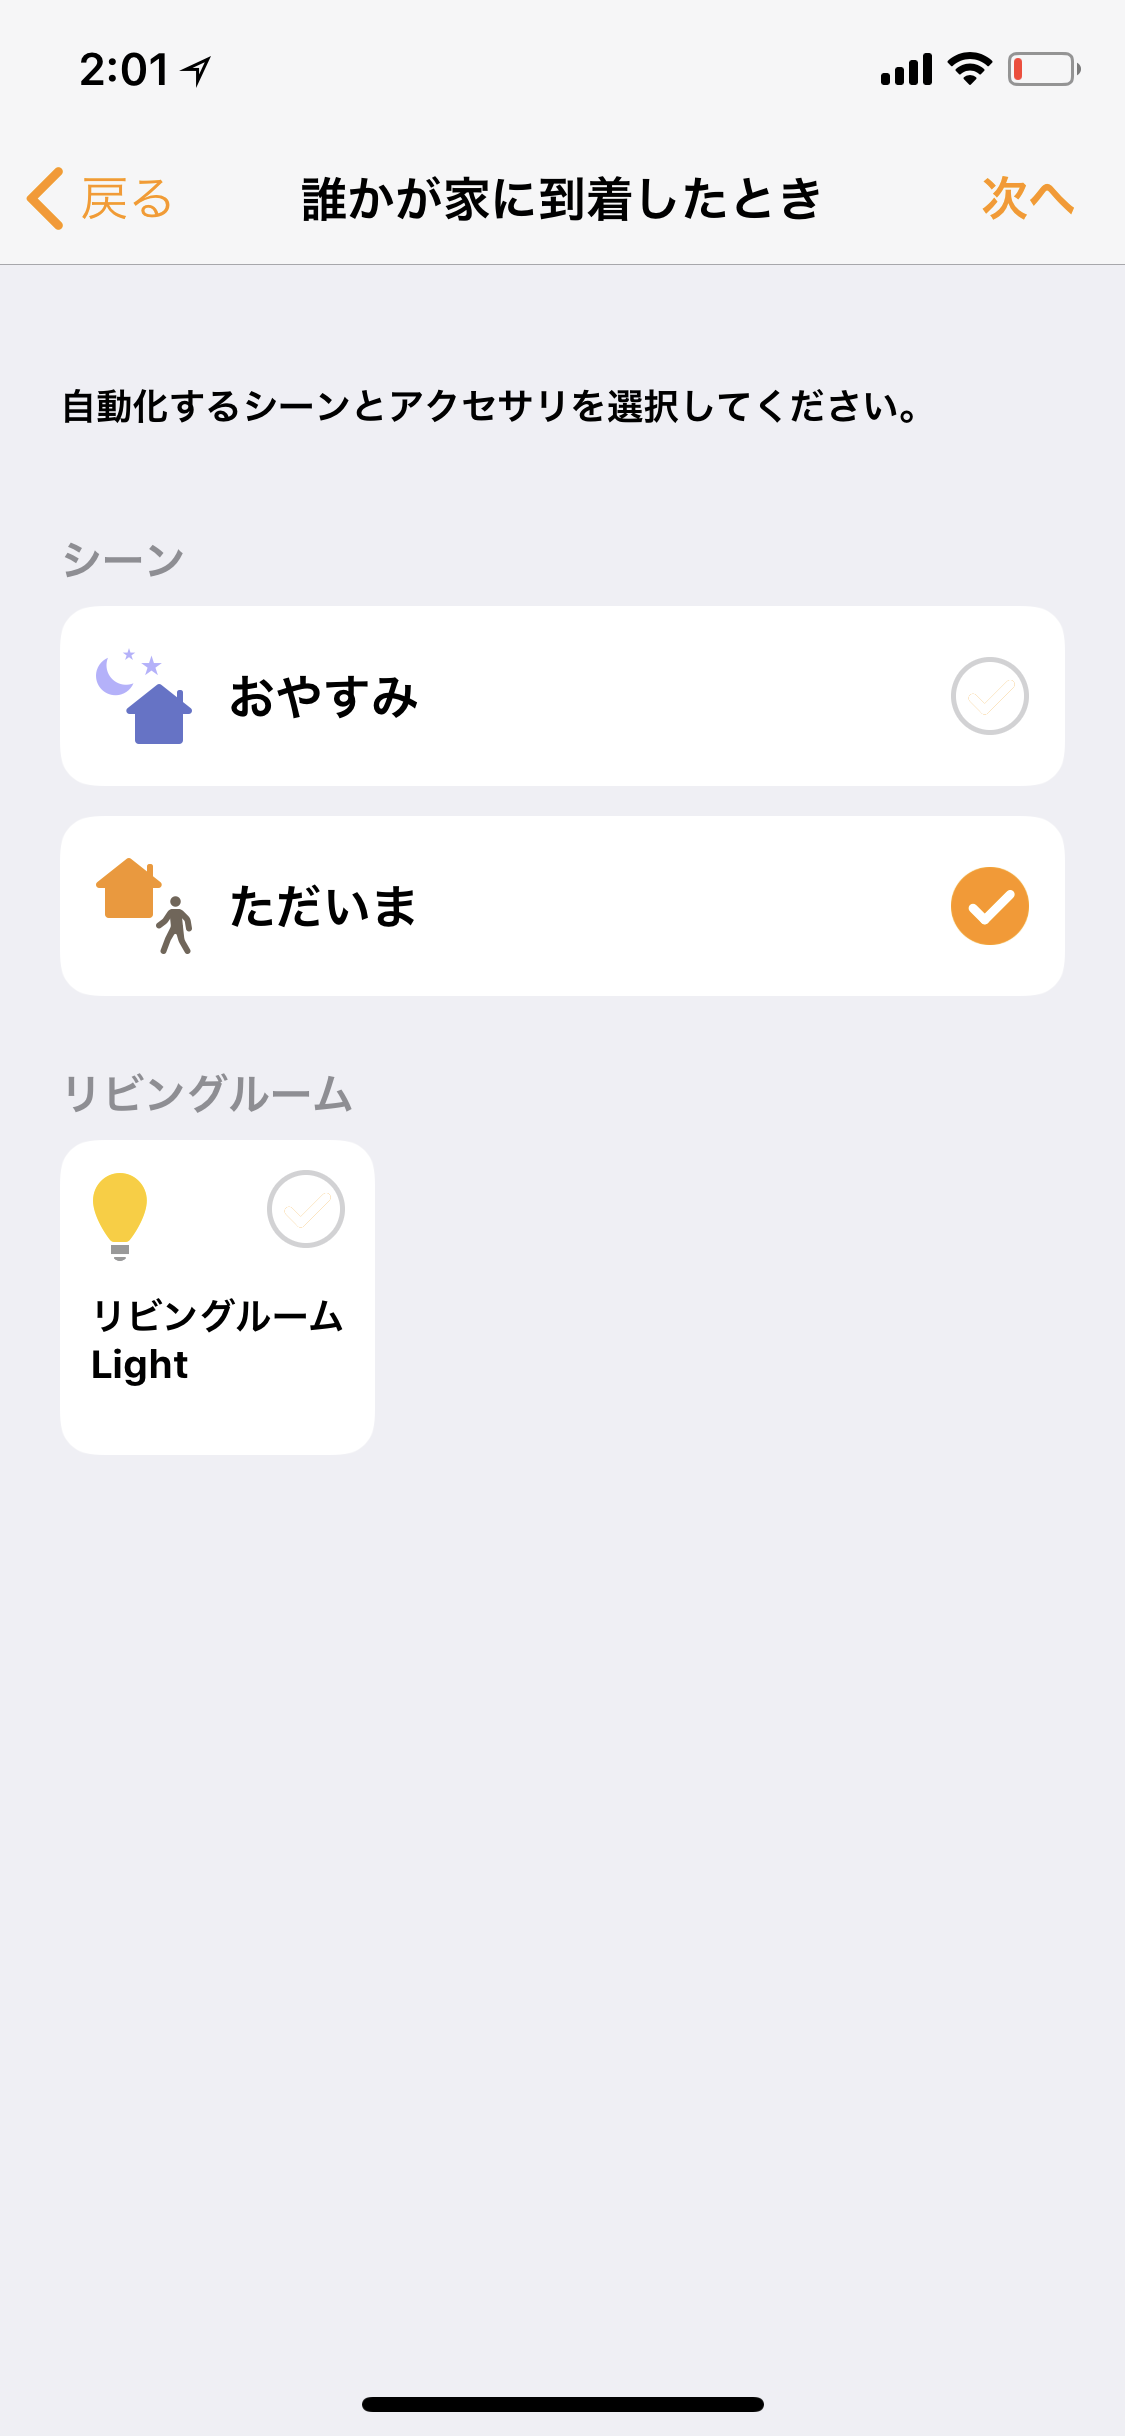 2:01
戻る
誰かが家に到着したとき
次へ
自動化するシーンとアクセサリを選択してください。
シーン
おやすみ
ただいま
リビングルーム
リビングルーム
Light